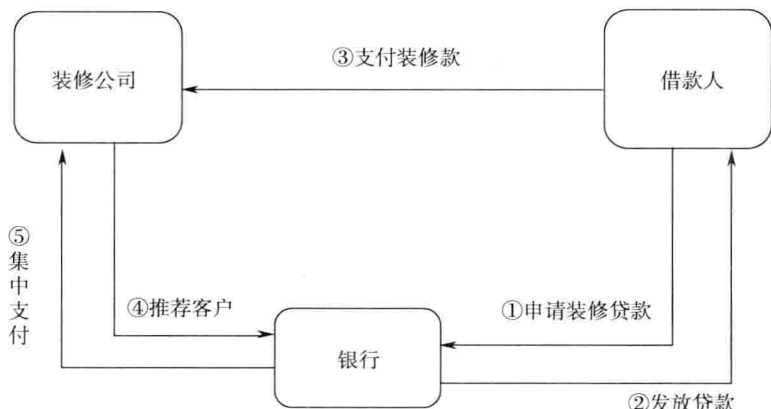 ③支付装修款
装修公司
借款人
⑤集中支付
④推荐客户
①申请装修贷款
银行
②发放贷款